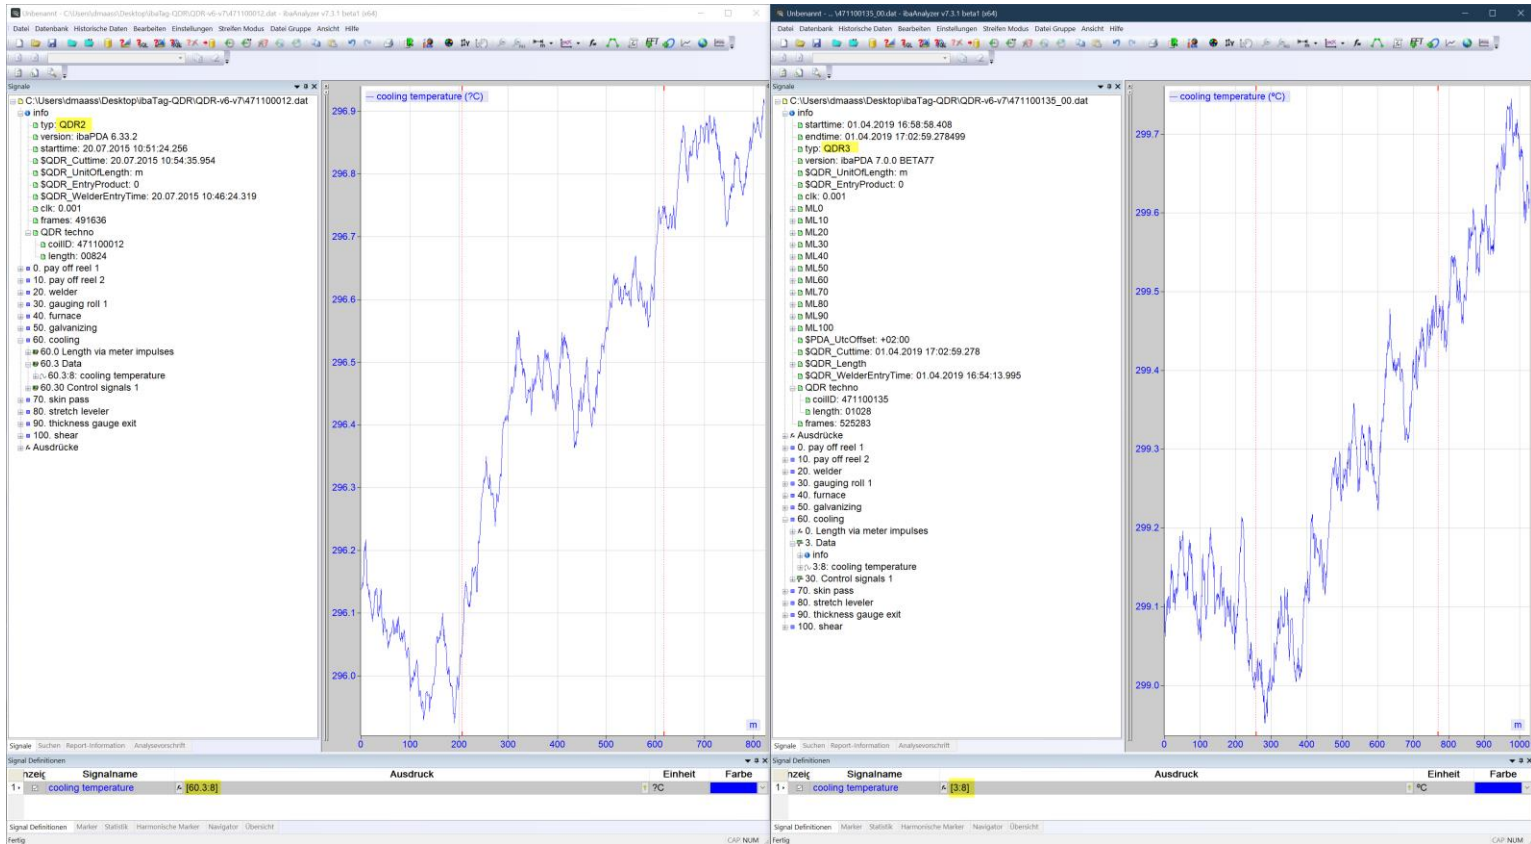 Unbenannt - C:\Users\dmaass\Desktop\ibaTag-QDR\QDR-v6-v7\471100012.dat - ibaAnalyzer v7.3.1 beta1 (x64)
Datei Datenbank Historische Daten Bearbeiten Einstellungen Streifen Modus Datei Gruppe Ansicht Hilfe
Signale
C:\Users\dmaass\Desktop\ibaTag-QDR\QDR-v6-v7\471100012.dat
info
typ: QDR2
version: ibaPDA 6.33.2
starttime: 20.07.2015 10:51:24.256
$QDR_Cuttime: 20.07.2015 10:54:35.954
$QDR_UnitOfLength: m
$QDR_EntryProduct: 0
$QDR_WelderEntryTime: 20.07.2015 10:46:24.319
clk: 0.001
frames: 491636
QDR techno
coilID: 471100012
length: 00824
0. pay off reel 1
10. pay off reel 2
20. welder
30. gauging roll 1
40. furnace
50. galvanizing
60. cooling
60.0 Length via meter impulses
60.3 Data
60.3:8: cooling temperature
60.30 Control signals 1
70. skin pass
80. stretch leveler
90. thickness gauge exit
100. shear
Ausdrücke
cooling temperature (?C)
296.9
296.8
296.7
296.6
296.5
296.4
296.3
296.2
296.1
296.0
m
0 100 200 300 400 500 600 700 800
Signale Suchen Report-Information Analysevorschrift
Signal Definitionen
nzeig Signalname Ausdruck Einheit Farbe
1 cooling temperature [60.3:8] ?C
Signal Definitionen Marker Statistik Harmonische Marker Navigator Übersicht
Fertig CAP NUM
Unbenannt - ... \471100135_00.dat - ibaAnalyzer v7.3.1 beta1 (x64)
Datei Datenbank Historische Daten Bearbeiten Einstellungen Streifen Modus Datei Gruppe Ansicht Hilfe
Signale
C:\Users\dmaass\Desktop\ibaTag-QDR\QDR-v6-v7\471100135_00.dat
info
starttime: 01.04.2019 16:58:58.408
endtime: 01.04.2019 17:02:59.278499
typ: QDR3
version: ibaPDA 7.0.0 BETA77
$QDR_UnitOfLength: m
$QDR_EntryProduct: 0
clk: 0.001
ML0
ML10
ML20
ML30
ML40
ML50
ML60
ML70
ML80
ML90
ML100
$PDA_UtcOffset: +02:00
$QDR_Cuttime: 01.04.2019 17:02:59.278
$QDR_Length
$QDR_WelderEntryTime: 01.04.2019 16:54:13.995
QDR techno
coilID: 471100135
length: 01028
frames: 525283
Ausdrücke
0. pay off reel 1
10. pay off reel 2
20. welder
30. gauging roll 1
40. furnace
50. galvanizing
60. cooling
0. Length via meter impulses
3. Data
info
3:8: cooling temperature
30. Control signals 1
70. skin pass
80. stretch leveler
90. thickness gauge exit
100. shear
cooling temperature (ºC)
299.7
299.6
299.5
299.4
299.3
299.2
299.1
299.0
m
0 100 200 300 400 500 600 700 800 900 1000
Signale Suchen Report-Information Analysevorschrift
Signal Definitionen
nzeig Signalname Ausdruck Einheit Farbe
1 cooling temperature [3:8] ºC
Signal Definitionen Marker Statistik Harmonische Marker Navigator Übersicht
Fertig CAP NUM